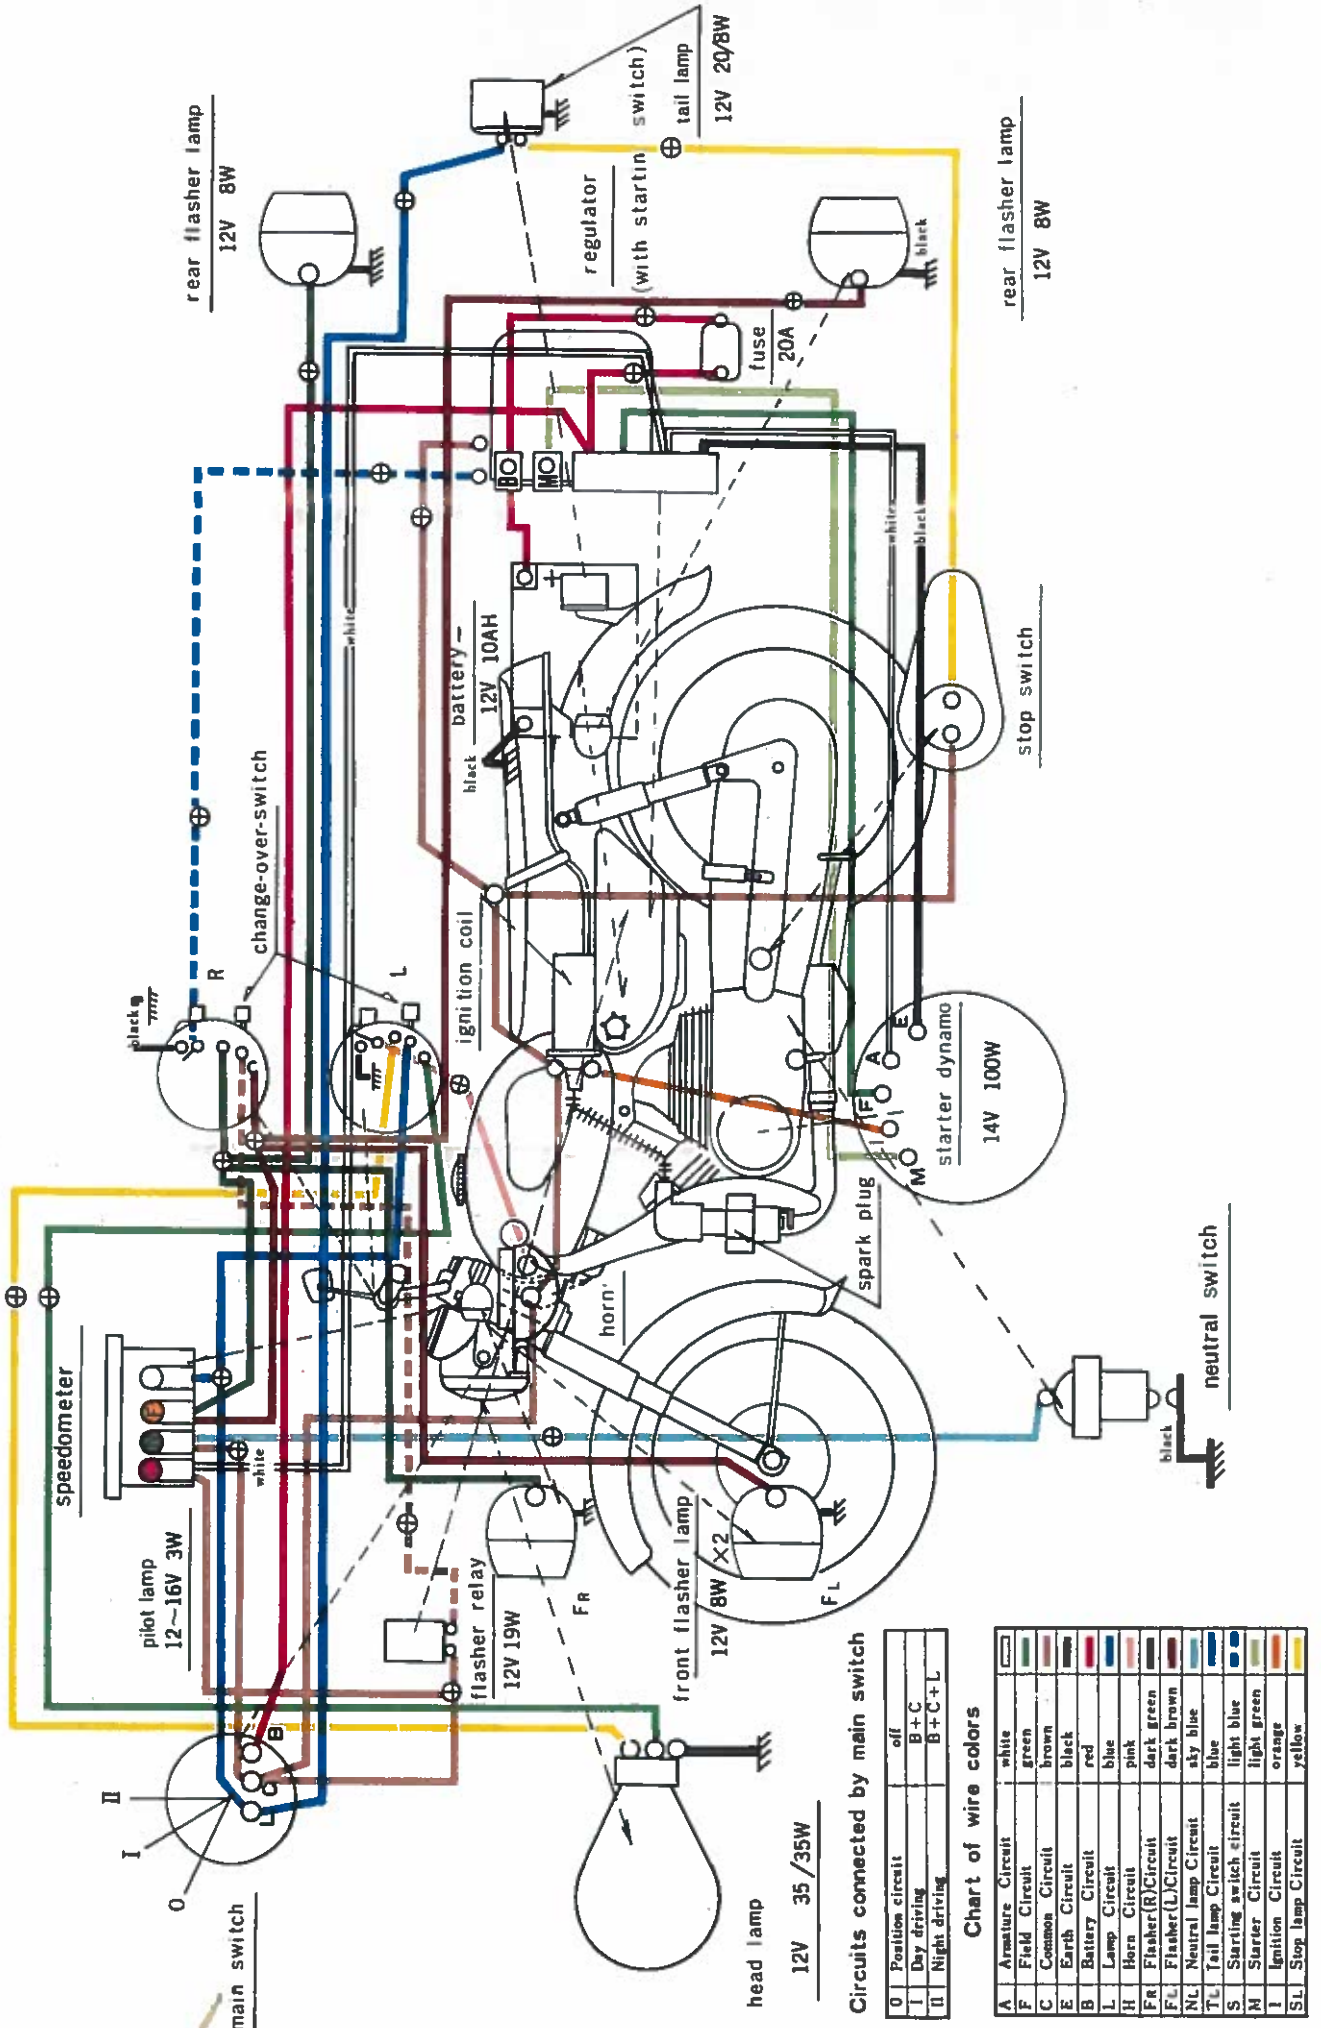 rear flasher lamp
12V 8W
tail lamp
12V 20/8W
regulator
(with startin switch)
rear flasher lamp
12V 8W
black
fuse
20A
B
M
white
black
white
battery
12V 10AH
black
stop switch
change-over-switch
R
L
black
ignition coil
starter dynamo
14V 100W
A
E
F
I
M
spark plug
neutral switch
black
horn
speedometer
white
pilot lamp
12~16V 3W
flasher relay
12V 19W
FR
front flasher lamp
12V 8W ×2
FL
B
C
L
O
I
II
main switch
head lamp
12V 35/35W
Circuits connected by main switch
O Position circuit off
I Day driving B+C
II Night driving B+C+L
Chart of wire colors
A Armature Circuit white
F Field Circuit green
C Common Circuit brown
E Earth Circuit black
B Battery Circuit red
L Lamp Circuit blue
H Horn Circuit pink
FR Flasher(R)Circuit dark green
FL Flasher(L)Circuit dark brown
NL Neutral lamp Circuit sky blue
TL Tail lamp Circuit blue
S Starting switch circuit light blue
M Starter Circuit light green
I Ignition Circuit orange
SL Stop lamp Circuit yellow